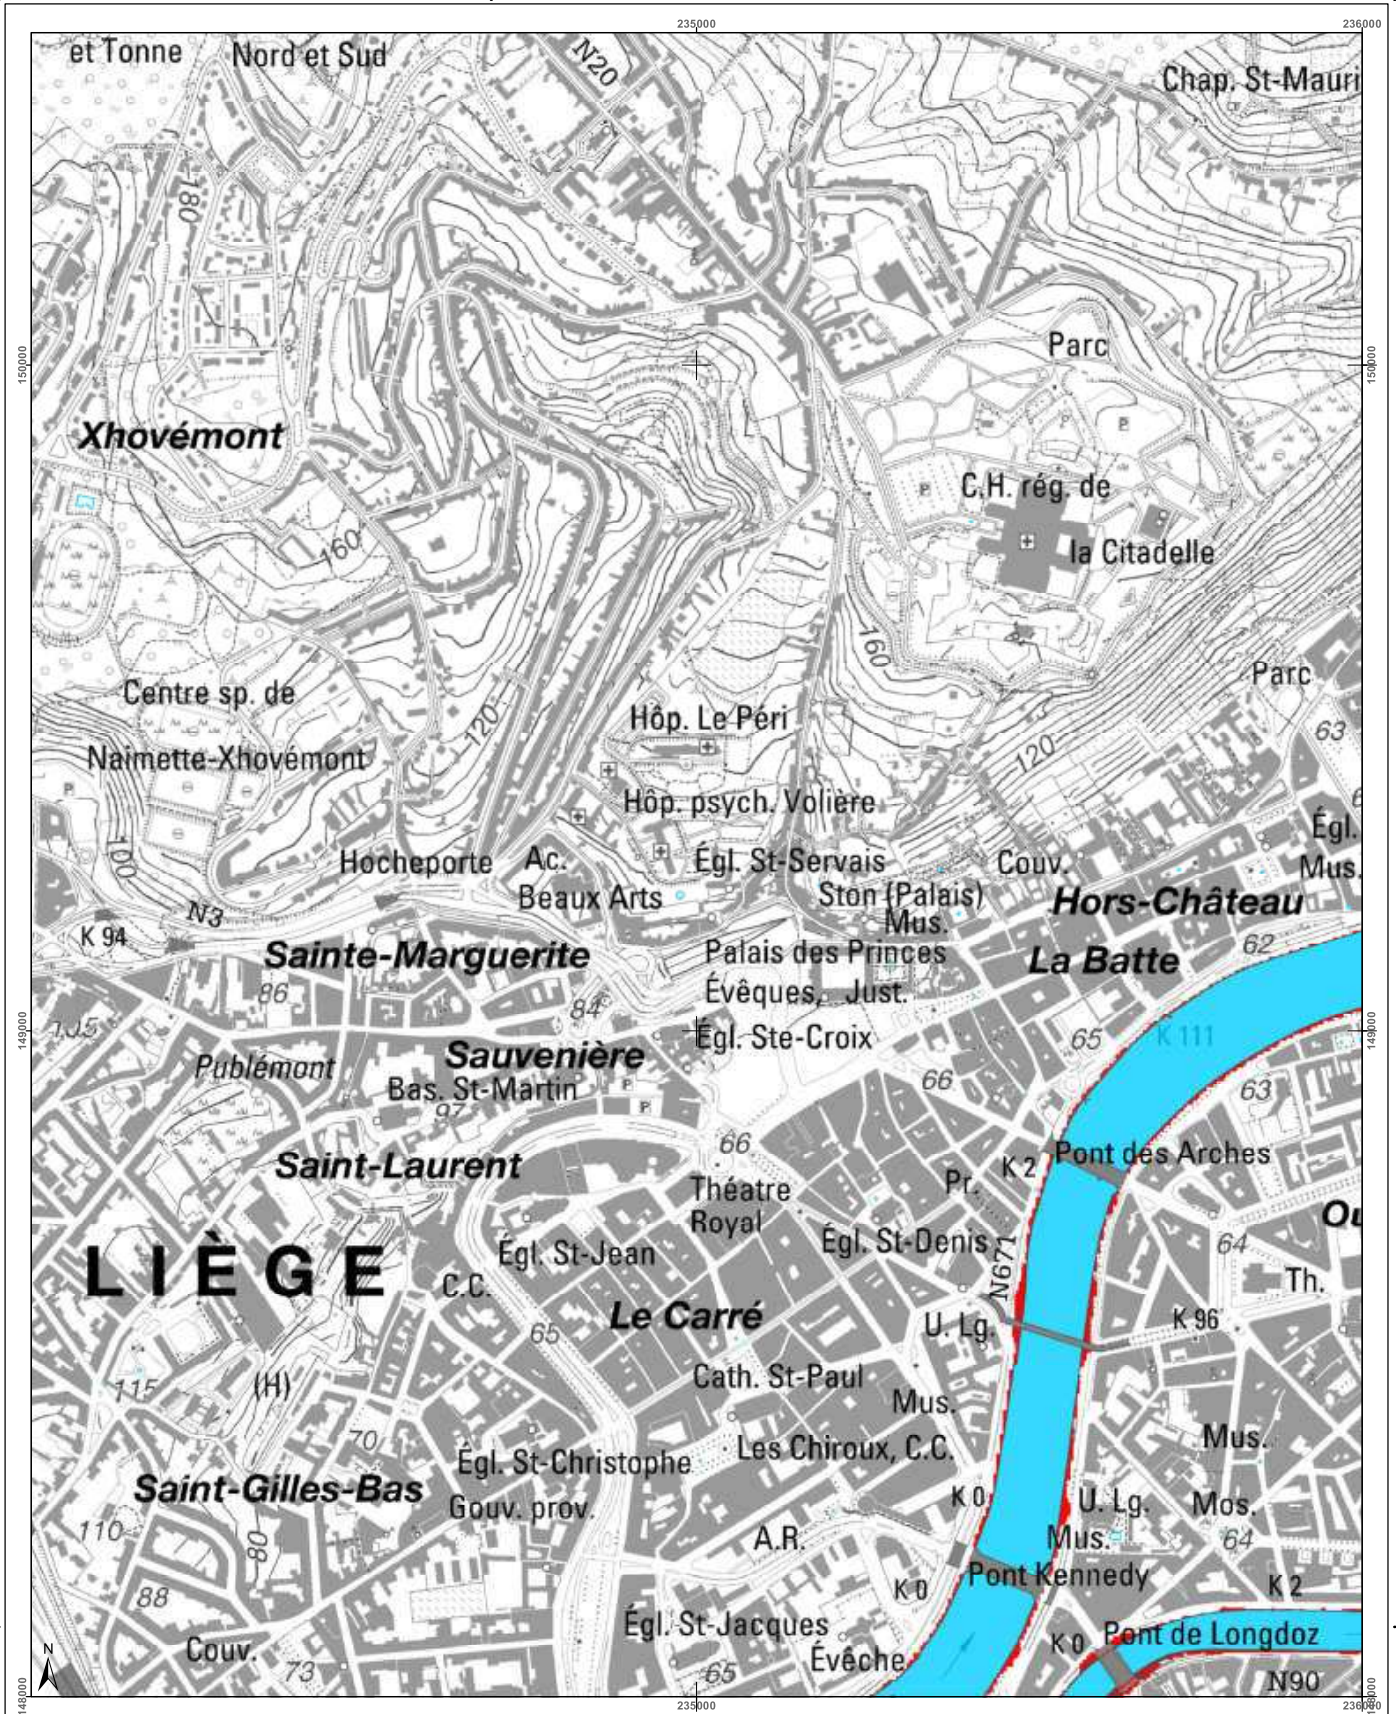 235000
236000
et Tonne
Nord et Sud
N20
Chap. St-Mauri
180
150000
150000
Parc
Xhovémont
P
P
C.H. rég. de
la Citadelle
160
160
Parc
Centre sp. de
Hôp. Le Péri
120
63
Naimette-Xhovémont
120
P
Hôp. psych. Volière
Égl.
Mus.
100
Hocheporte
Ac.
Beaux Arts
Égl. St-Servais
Couv.
Ston (Palais)
Mus.
Hors-Château
N3
K 94
Sainte-Marguerite
Palais des Princes
Évêques, Just.
La Batte
62
86
84
105
149000
149000
Égl. Ste-Croix
65
K 111
Publémont
Sauvenière
Bas. St-Martin
P
P
97
66
63
66
Saint-Laurent
Pont des Arches
K 2
Pr.
Théatre
Royal
Ou
Égl. St-Jean
Égl. St-Denis
64
LIÈGE
C.C.
N671
Th.
Le Carré
65
U. Lg.
K 96
115
(H)
Cath. St-Paul
Mus.
70
Les Chiroux, C.C.
Mus.
Égl. St-Christophe
Saint-Gilles-Bas
Gouv. prov.
K 0
U. Lg.
Mos.
110
80
A.R.
Mus.
64
88
Pont Kennedy
K 0
K 2
Égl. St-Jacques
Couv.
Évêche
K 0
Pont de Longdoz
N
73
65
N90
148000
148000
235000
236000